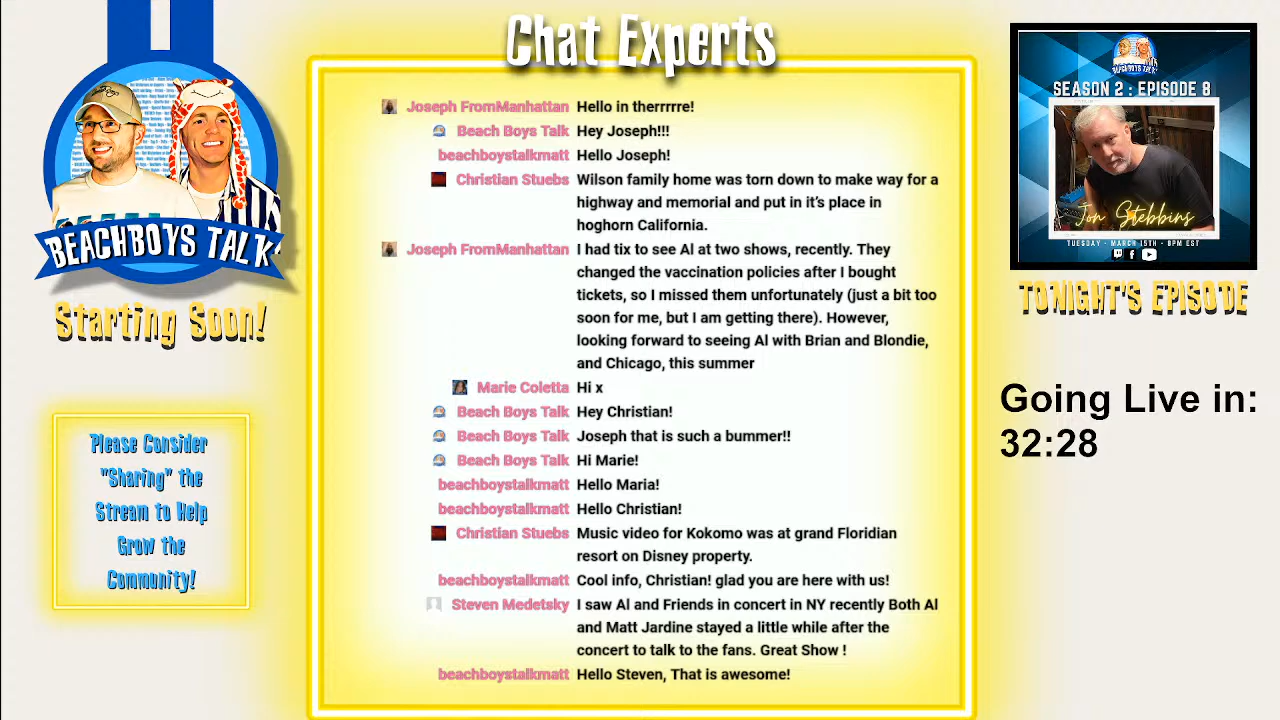 Chat Experts
BEACHBOYS TALK
Starting Soon!
Please Consider
"Sharing" the
Stream to Help
Grow the
Community!
Joseph FromManhattan Hello in therrrrre!
Beach Boys Talk Hey Joseph!!!
beachboystalkmatt Hello Joseph!
Christian Stuebs Wilson family home was torn down to make way for a
highway and memorial and put in it's place in
hoghorn California.
Joseph FromManhattan I had tix to see Al at two shows, recently. They
changed the vaccination policies after I bought
tickets, so I missed them unfortunately (just a bit too
soon for me, but I am getting there). However,
looking forward to seeing Al with Brian and Blondie,
and Chicago, this summer
Marie Coletta Hi x
Beach Boys Talk Hey Christian!
Beach Boys Talk Joseph that is such a bummer!!
Beach Boys Talk Hi Marie!
beachboystalkmatt Hello Maria!
beachboystalkmatt Hello Christian!
Christian Stuebs Music video for Kokomo was at grand Floridian
resort on Disney property.
beachboystalkmatt Cool info, Christian! glad you are here with us!
Steven Medetsky I saw Al and Friends in concert in NY recently Both Al
and Matt Jardine stayed a little while after the
concert to talk to the fans. Great Show !
beachboystalkmatt Hello Steven, That is awesome!
BEACHBOYS TALK
SEASON 2 : EPISODE 8
Jon Stebbins
TUESDAY - MARCH 15TH - 8PM EST
TONIGHT'S EPISODE
Going Live in:
32:28